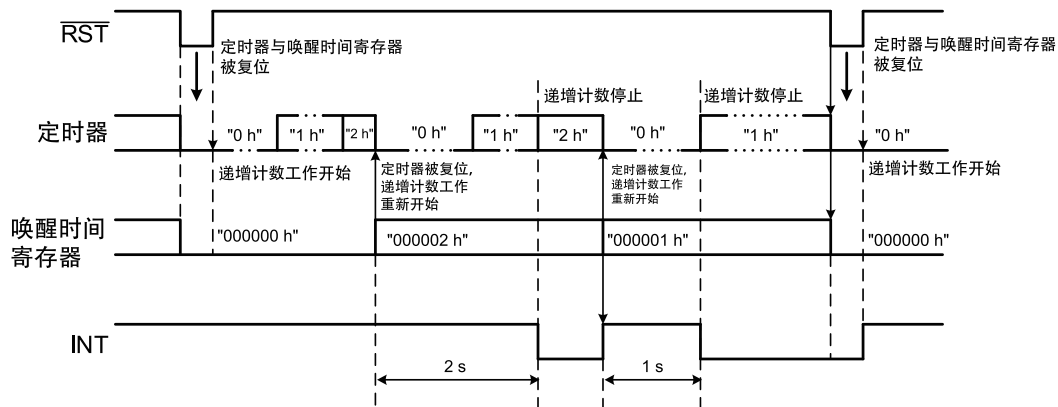 RST
定时器与唤醒时间寄存器
被复位
定时器与唤醒时间寄存器
被复位
递增计数停止
递增计数停止
定时器
"0 h"
"1 h"
"2 h"
"0 h"
"1 h"
"2 h"
"0 h"
"1 h"
"0 h"
递增计数工作开始
定时器被复位,
递增计数工作
重新开始
定时器被复位,
递增计数工作
重新开始
递增计数工作开始
唤醒时间
寄存器
"000000 h"
"000002 h"
"000001 h"
"000000 h"
INT
2 s
1 s